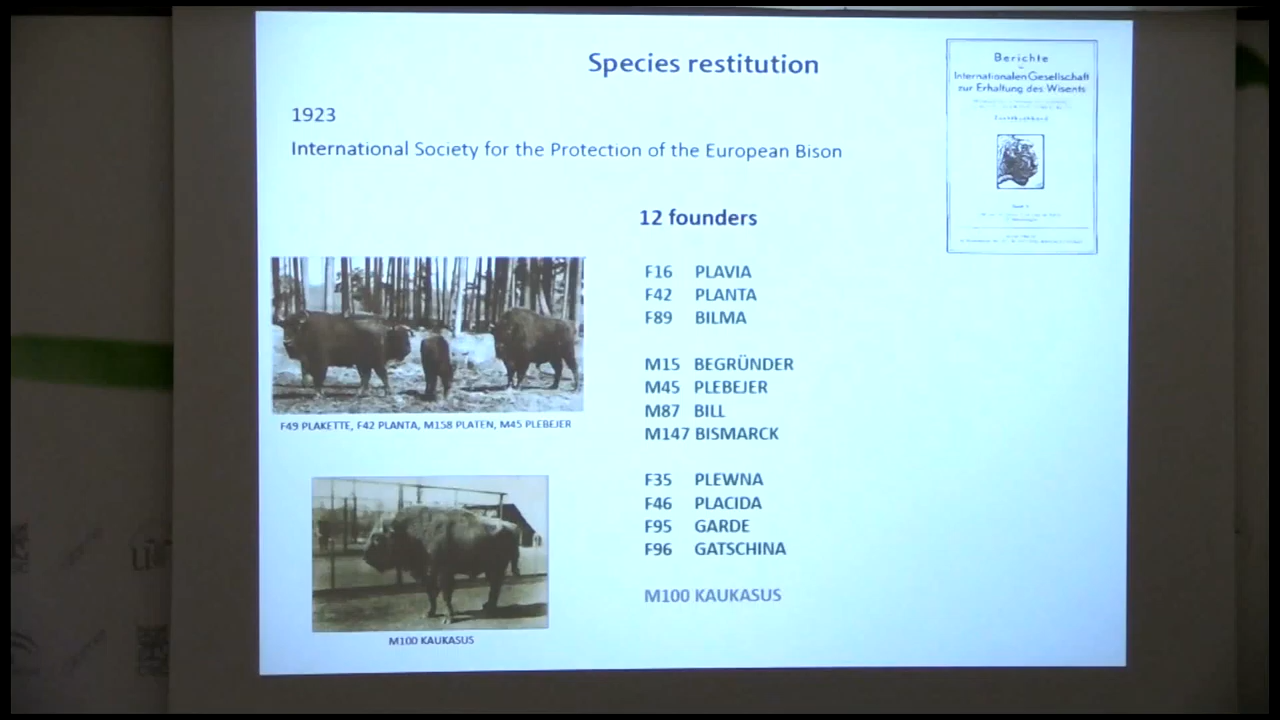 Species restitution
1923
International Society for the Protection of the European Bison
Berichte
Internationalen Gesellschaft
zur Erhaltung des Wisents
12 founders
F16 PLAVIA
F42 PLANTA
F89 BILMA
M15 BEGRÜNDER
M45 PLEBEJER
M87 BILL
M147 BISMARCK
F35 PLEWNA
F46 PLACIDA
F95 GARDE
F96 GATSCHINA
M100 KAUKASUS
F49 PLAKETTE, F42 PLANTA, M158 PLATEN, M45 PLEBEJER
M100 KAUKASUS